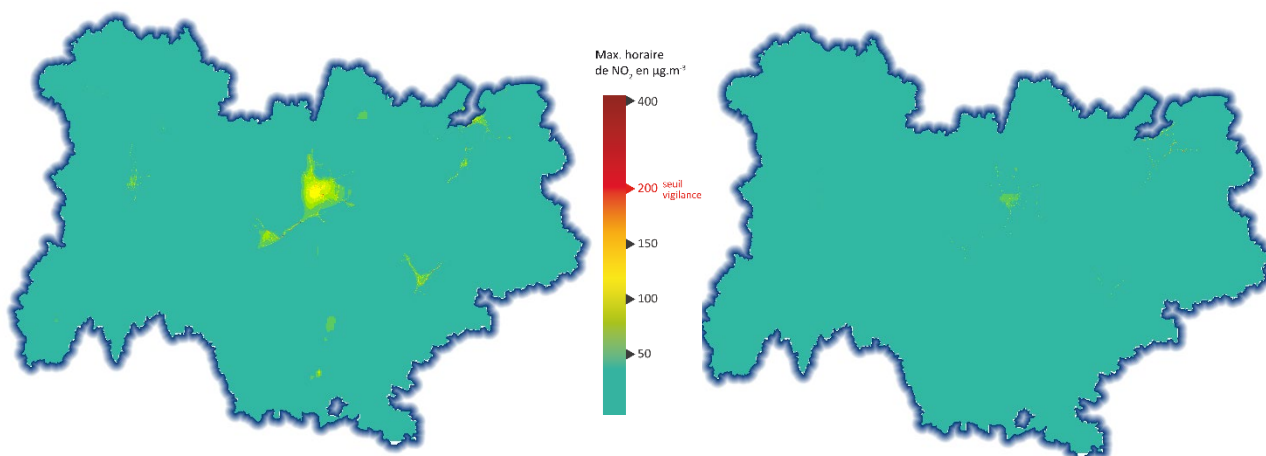 Max. horaire
de NO₂ en µg.m⁻³
400
200 seuil
vigilance
150
100
50